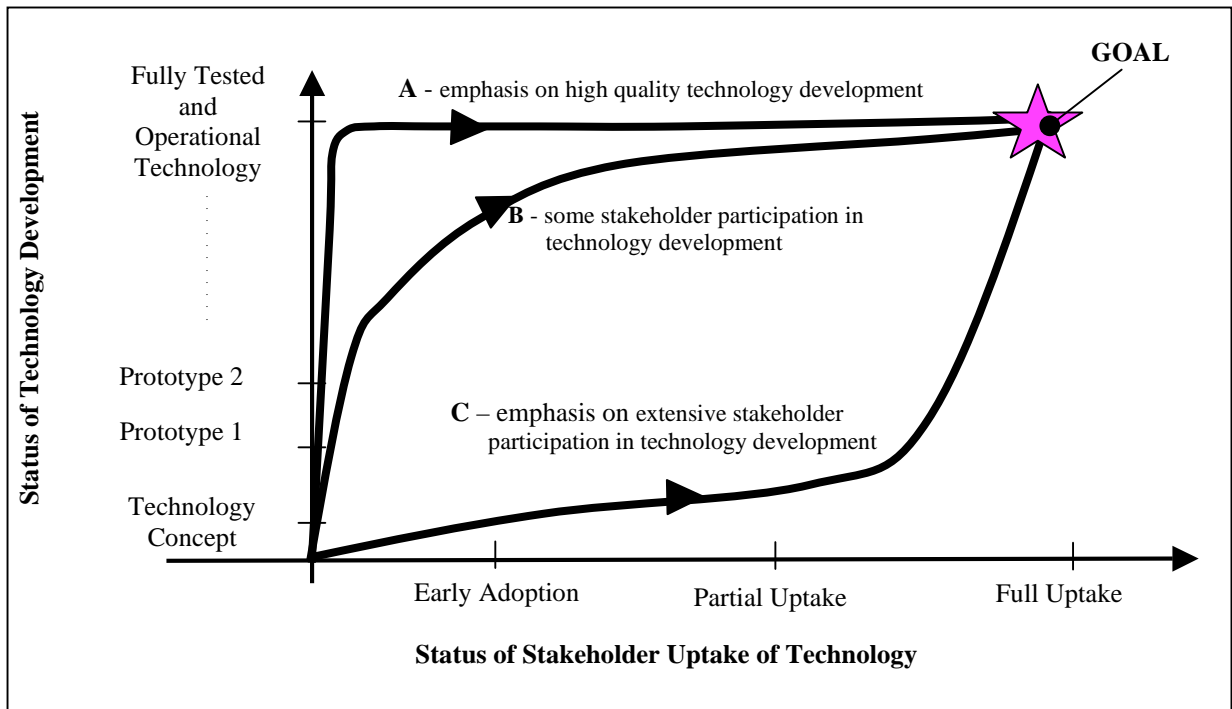 GOAL
Fully Tested
and
Operational
Technology
A - emphasis on high quality technology development
B - some stakeholder participation in
technology development
Status of Technology Development
Prototype 2
Prototype 1
C – emphasis on extensive stakeholder
participation in technology development
Technology
Concept
Early Adoption
Partial Uptake
Full Uptake
Status of Stakeholder Uptake of Technology